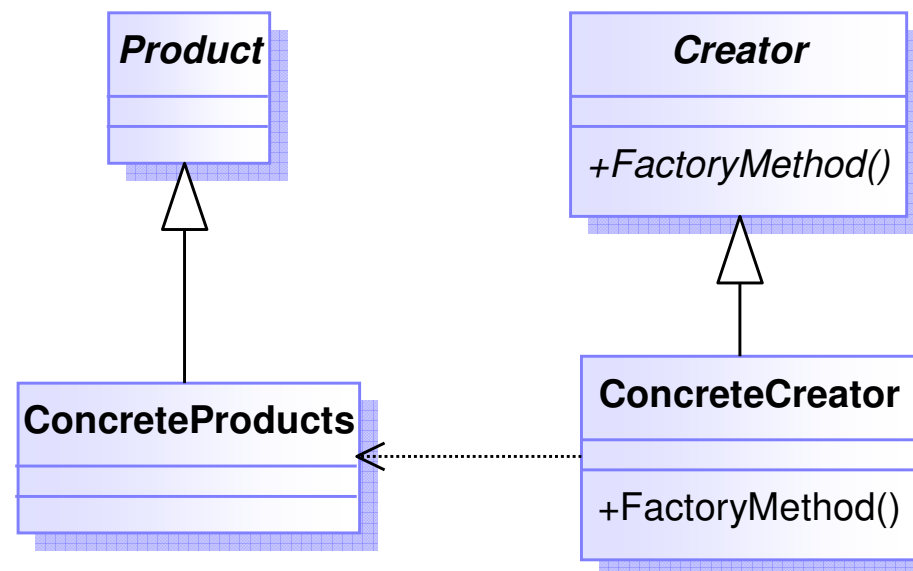 Product
Creator
+FactoryMethod()
ConcreteProducts
ConcreteCreator
+FactoryMethod()